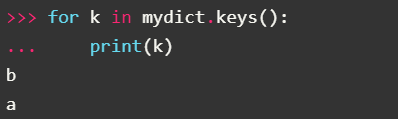 >>> for k in mydict.keys():
...     print(k)
b
a